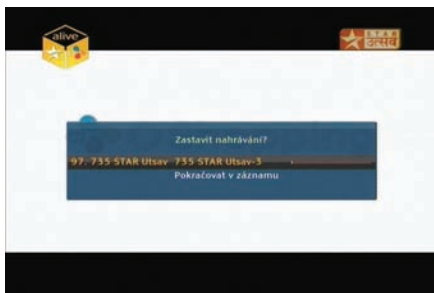 alive
STAR
उत्सव
Zastavit nahrávání?
97. 735 STAR Utsav 735 STAR Utsav-3
Pokračovat v záznamu